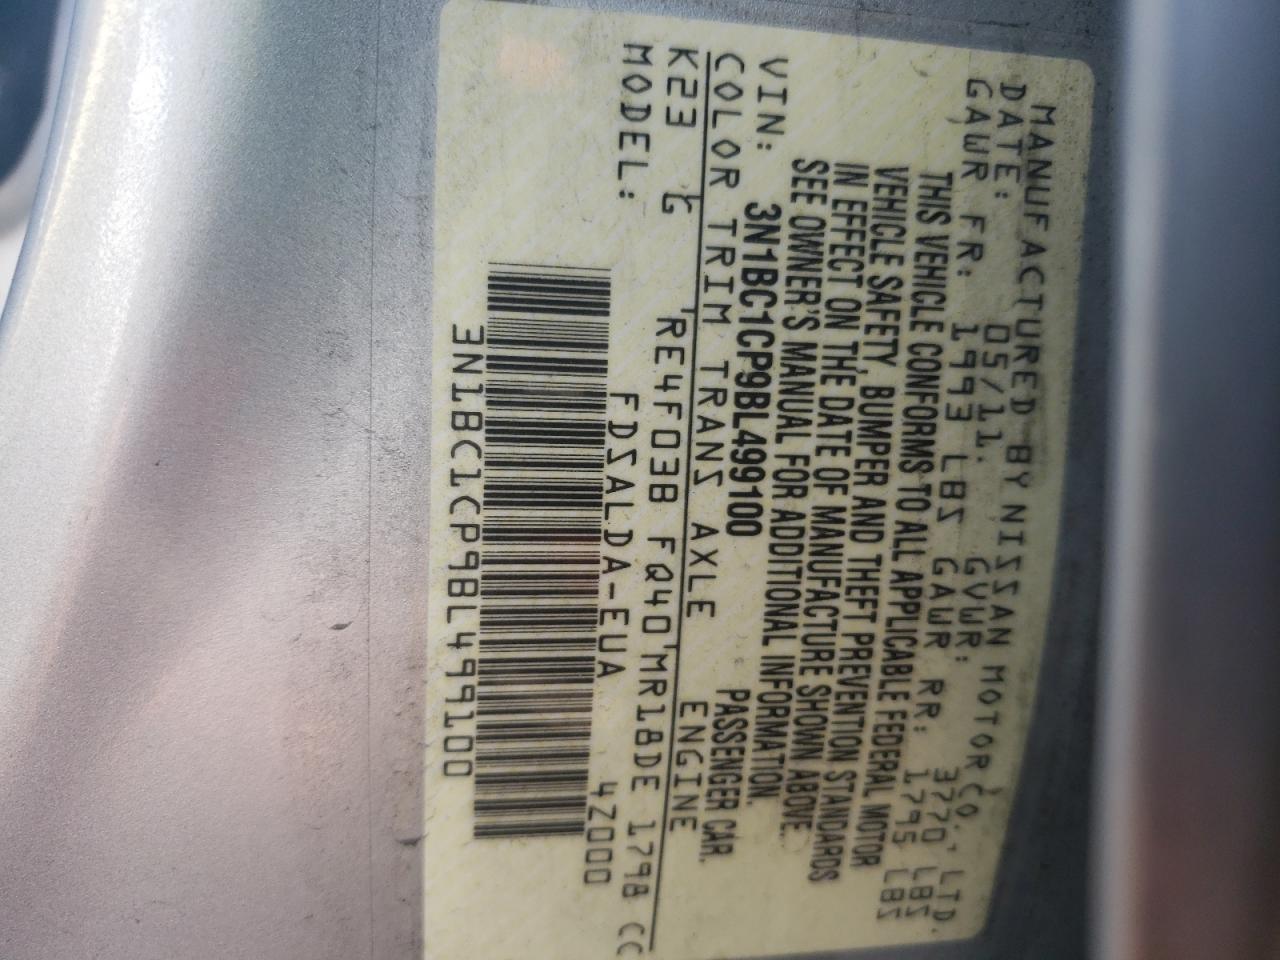 MANUFACTURED BY NISSAN MOTOR CO., LTD.
DATE: 05/11. GVWR: 3770 LBS
GAWR FR: 1993 LBS GAWR RR: 1795 LBS
THIS VEHICLE CONFORMS TO ALL APPLICABLE FEDERAL MOTOR
VEHICLE SAFETY, BUMPER AND THEFT PREVENTION STANDARDS
IN EFFECT ON THE DATE OF MANUFACTURE SHOWN ABOVE.
SEE OWNER'S MANUAL FOR ADDITIONAL INFORMATION.
VIN: 3N1BC1CP9BL499100 PASSENGER CAR.
COLOR TRIM TRANS AXLE ENGINE
K23 G RE4F03B FQ40 MR18DE 1798 CC
MODEL: FDSALDA-EUA 4Z000
3N1BC1CP9BL499100